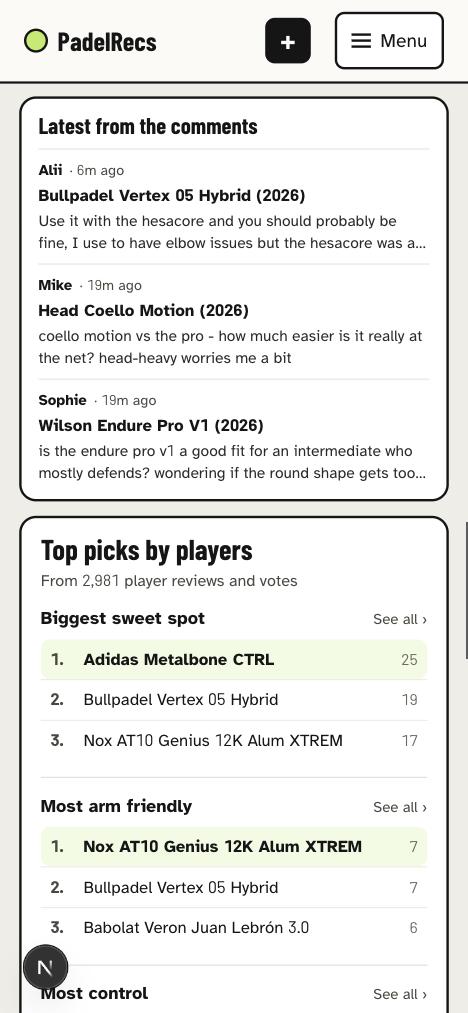 PadelRecs
+
Menu
Latest from the comments
Alii · 6m ago
Bullpadel Vertex 05 Hybrid (2026)
Use it with the hesacore and you should probably be
fine, I use to have elbow issues but the hesacore was a...
Mike · 19m ago
Head Coello Motion (2026)
coello motion vs the pro - how much easier is it really at
the net? head-heavy worries me a bit
Sophie · 19m ago
Wilson Endure Pro V1 (2026)
is the endure pro v1 a good fit for an intermediate who
mostly defends? wondering if the round shape gets too...
Top picks by players
From 2,981 player reviews and votes
Biggest sweet spot See all ›
1. Adidas Metalbone CTRL 25
2. Bullpadel Vertex 05 Hybrid 19
3. Nox AT10 Genius 12K Alum XTREM 17
Most arm friendly See all ›
1. Nox AT10 Genius 12K Alum XTREM 7
2. Bullpadel Vertex 05 Hybrid 7
3. Babolat Veron Juan Lebrón 3.0 6
N
Most control See all ›